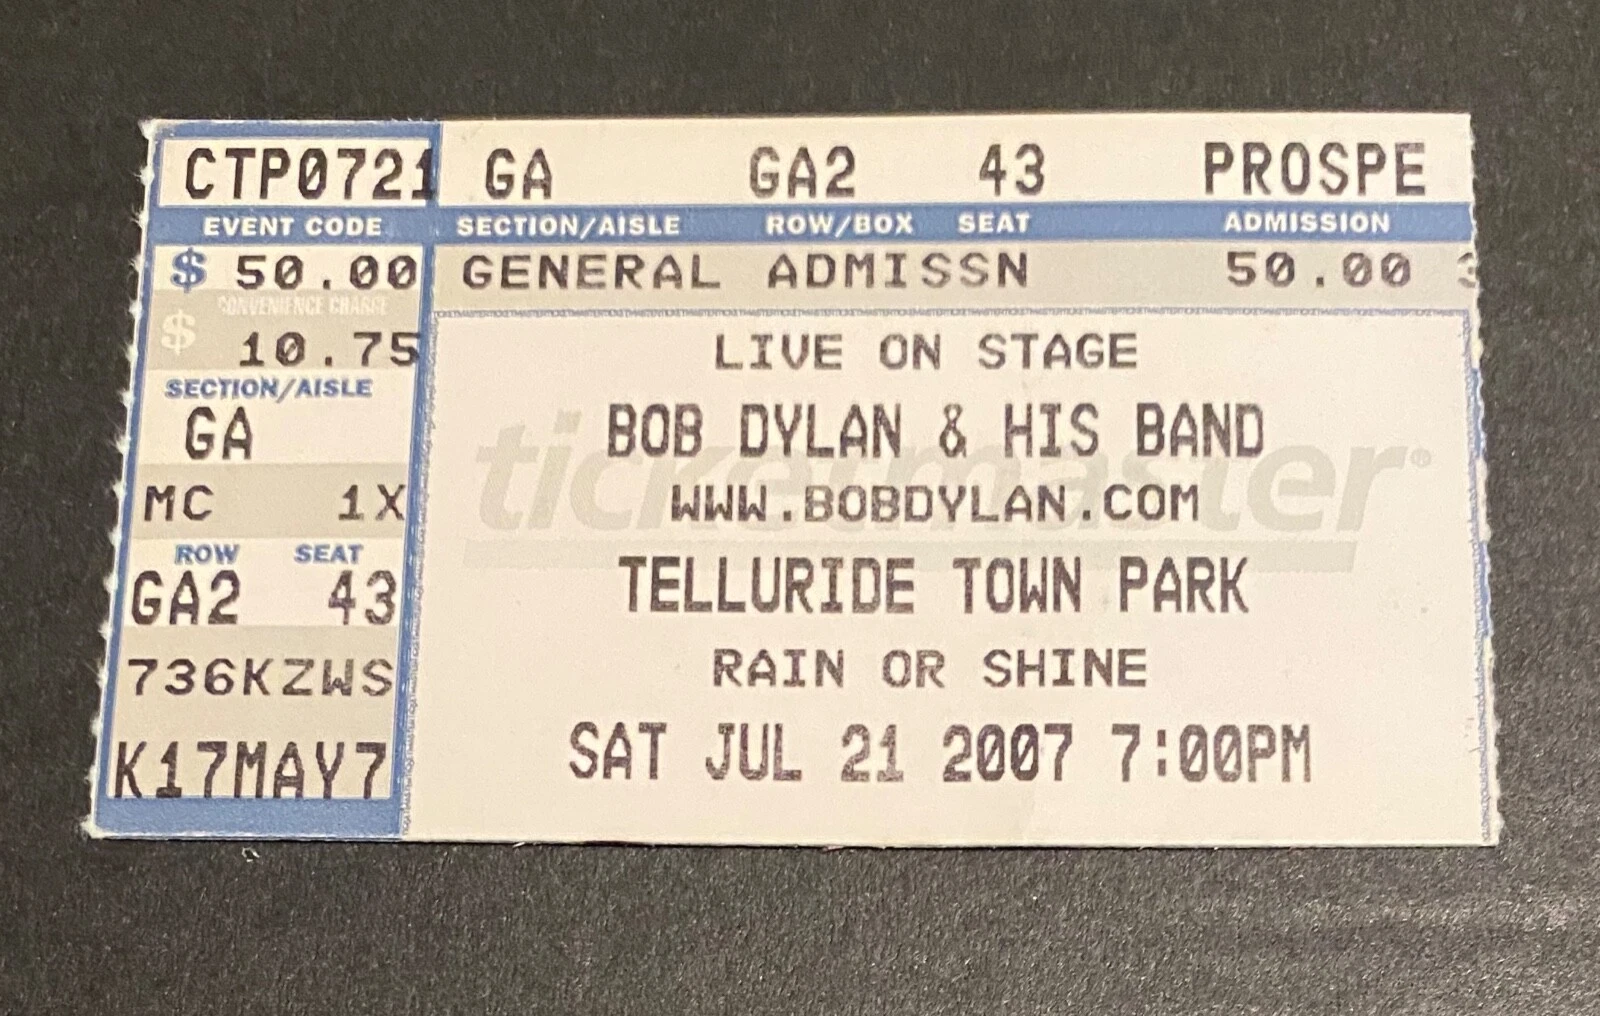 CTP0721 GA GA2 43 PROSPE
EVENT CODE SECTION/AISLE ROW/BOX SEAT ADMISSION
$ 50.00 GENERAL ADMISSN 50.00
CONVENIENCE CHARGE
$ 10.75
SECTION/AISLE
GA
MC 1X
ROW SEAT
GA2 43
736KZWS
K17MAY7
LIVE ON STAGE
BOB DYLAN & HIS BAND
ticketmaster®
WWW.BOBDYLAN.COM
TELLURIDE TOWN PARK
RAIN OR SHINE
SAT JUL 21 2007 7:00PM